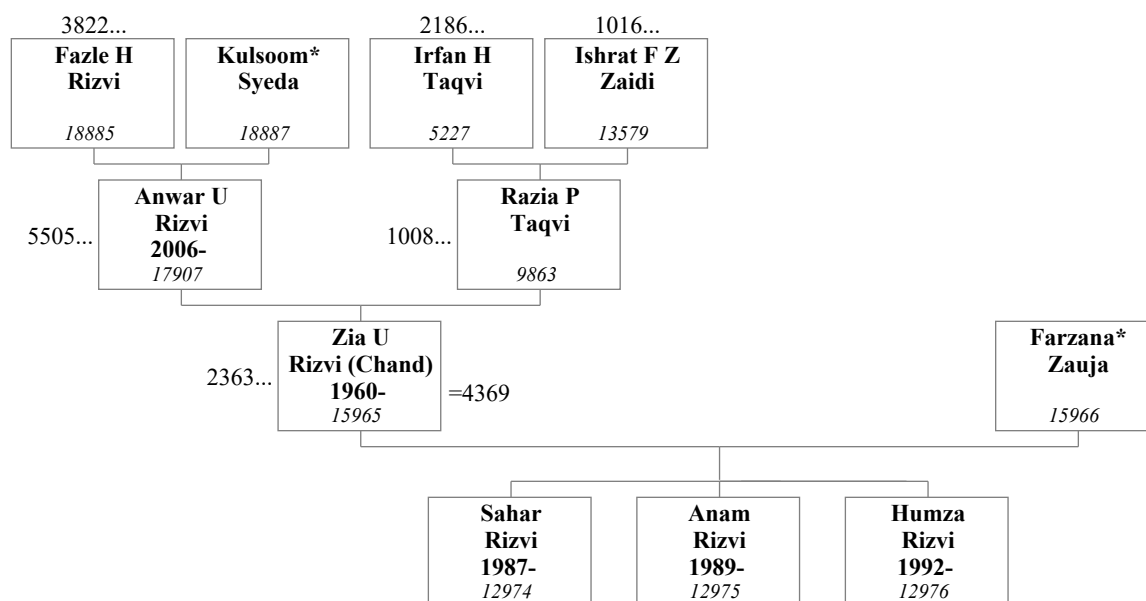 3822...
2186...
1016...
Fazle H
Rizvi
18885
Kulsoom*
Syeda
18887
Irfan H
Taqvi
5227
Ishrat F Z
Zaidi
13579
5505...
Anwar U
Rizvi
2006-
17907
1008...
Razia P
Taqvi
9863
2363...
Zia U
Rizvi (Chand)
1960-
15965
=4369
Farzana*
Zauja
15966
Sahar
Rizvi
1987-
12974
Anam
Rizvi
1989-
12975
Humza
Rizvi
1992-
12976